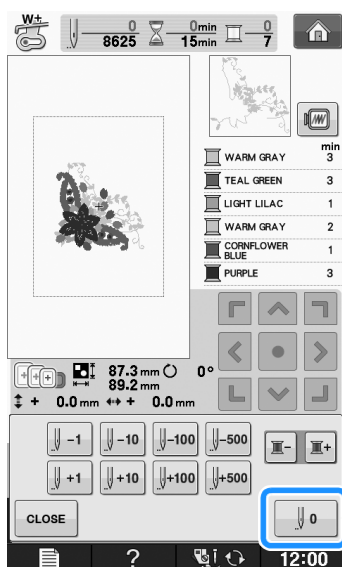 W+
0 0min 0
8625 15min 7
min
WARM GRAY 3
TEAL GREEN 3
LIGHT LILAC 1
WARM GRAY 2
CORNFLOWER
BLUE 1
PURPLE 3
87.3 mm 0°
89.2 mm
+ 0.0 mm + 0.0 mm
-1 -10 -100 -500 - +
+1 +10 +100 +500
CLOSE 0
? 12:00